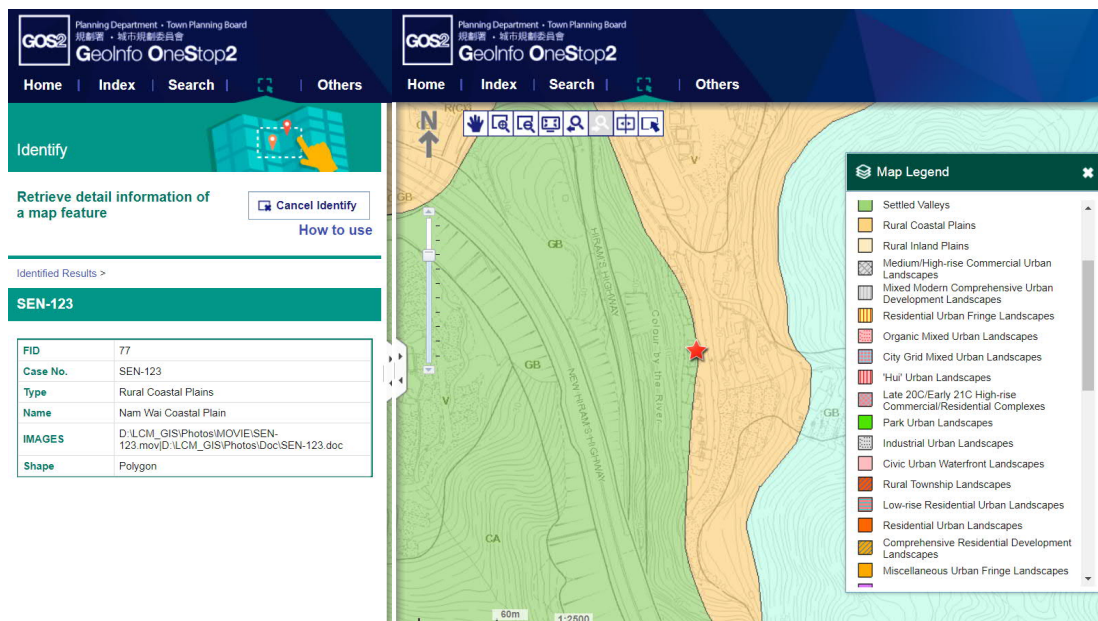 GOS2
Planning Department • Town Planning Board
規劃署 • 城市規劃委員會
GeoInfo OneStop2
Home | Index | Search | | Others
Identify
Retrieve detail information of
a map feature
Cancel Identify
How to use
Identified Results >
SEN-123
FID 77
Case No. SEN-123
Type Rural Coastal Plains
Name Nam Wai Coastal Plain
IMAGES D:\LCM_GIS\Photos\MOVIE\SEN-
123.mov|D:\LCM_GIS\Photos\Doc\SEN-123.doc
Shape Polygon
GOS2
Planning Department • Town Planning Board
規劃署 • 城市規劃委員會
GeoInfo OneStop2
Home | Index | Search | | Others
N
V
GB
GB
HIRAM'S HIGHWAY
Colour by the River
GB
NEW HIRAM'S HIGHWAY
V
GB
CA
60m
1:2500
Map Legend
Settled Valleys
Rural Coastal Plains
Rural Inland Plains
Medium/High-rise Commercial Urban
Landscapes
Mixed Modern Comprehensive Urban
Development Landscapes
Residential Urban Fringe Landscapes
Organic Mixed Urban Landscapes
City Grid Mixed Urban Landscapes
'Hui' Urban Landscapes
Late 20C/Early 21C High-rise
Commercial/Residential Complexes
Park Urban Landscapes
Industrial Urban Landscapes
Civic Urban Waterfront Landscapes
Rural Township Landscapes
Low-rise Residential Urban Landscapes
Residential Urban Landscapes
Comprehensive Residential Development
Landscapes
Miscellaneous Urban Fringe Landscapes